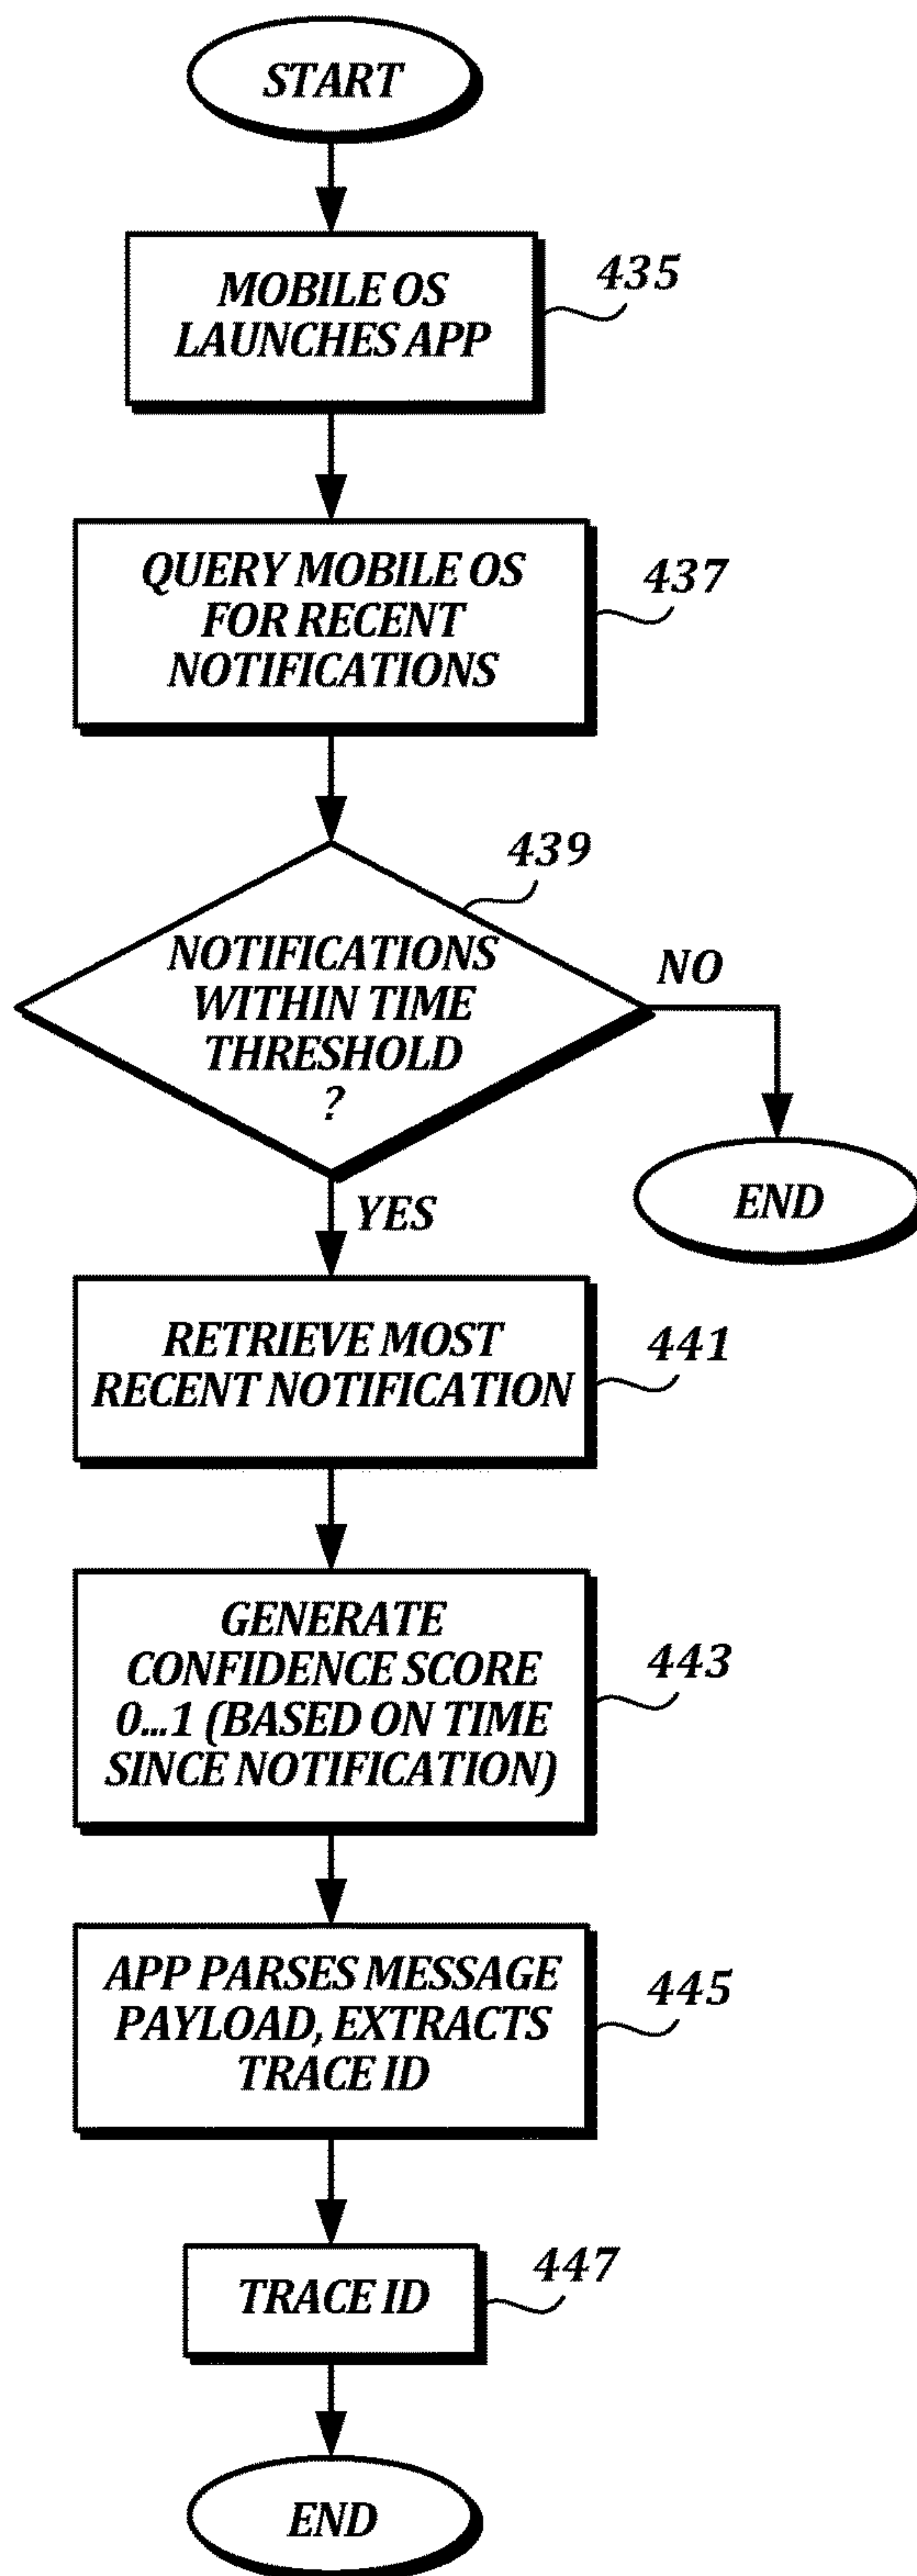 START
MOBILE OS
LAUNCHES APP
435
QUERY MOBILE OS
FOR RECENT
NOTIFICATIONS
437
439
NOTIFICATIONS
WITHIN TIME
THRESHOLD
?
NO
END
YES
RETRIEVE MOST
RECENT NOTIFICATION
441
GENERATE
CONFIDENCE SCORE
0...1 (BASED ON TIME
SINCE NOTIFICATION)
443
APP PARSES MESSAGE
PAYLOAD, EXTRACTS
TRACE ID
445
TRACE ID
447
END